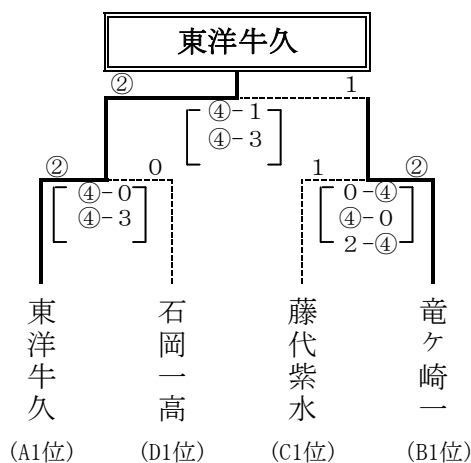 東洋牛久
② 1
④-1
④-3
② 0 1 ②
④-0 0-④
④-3 ④-0
2-④
東洋牛久 石岡一高 藤代紫水 竜ヶ崎一
(A1位) (D1位) (C1位) (B1位)